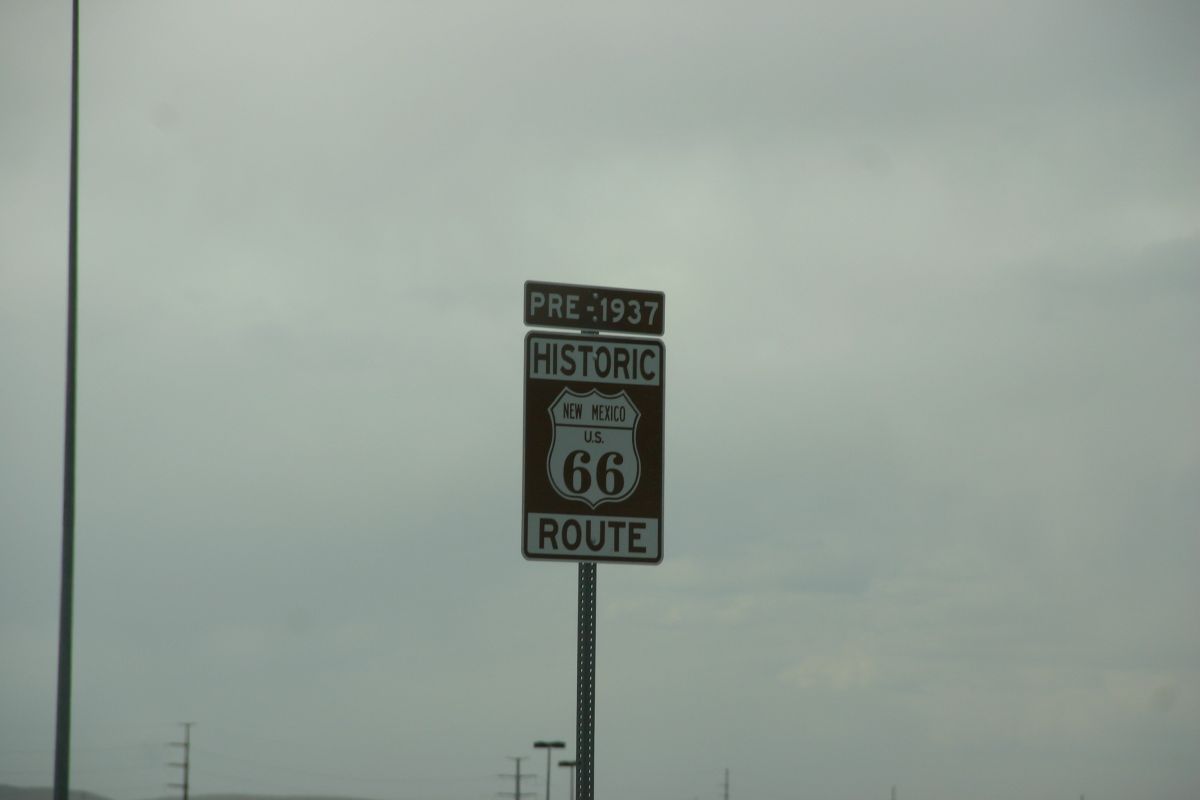 PRE-1937
HISTORIC
NEW MEXICO
U.S.
66
ROUTE